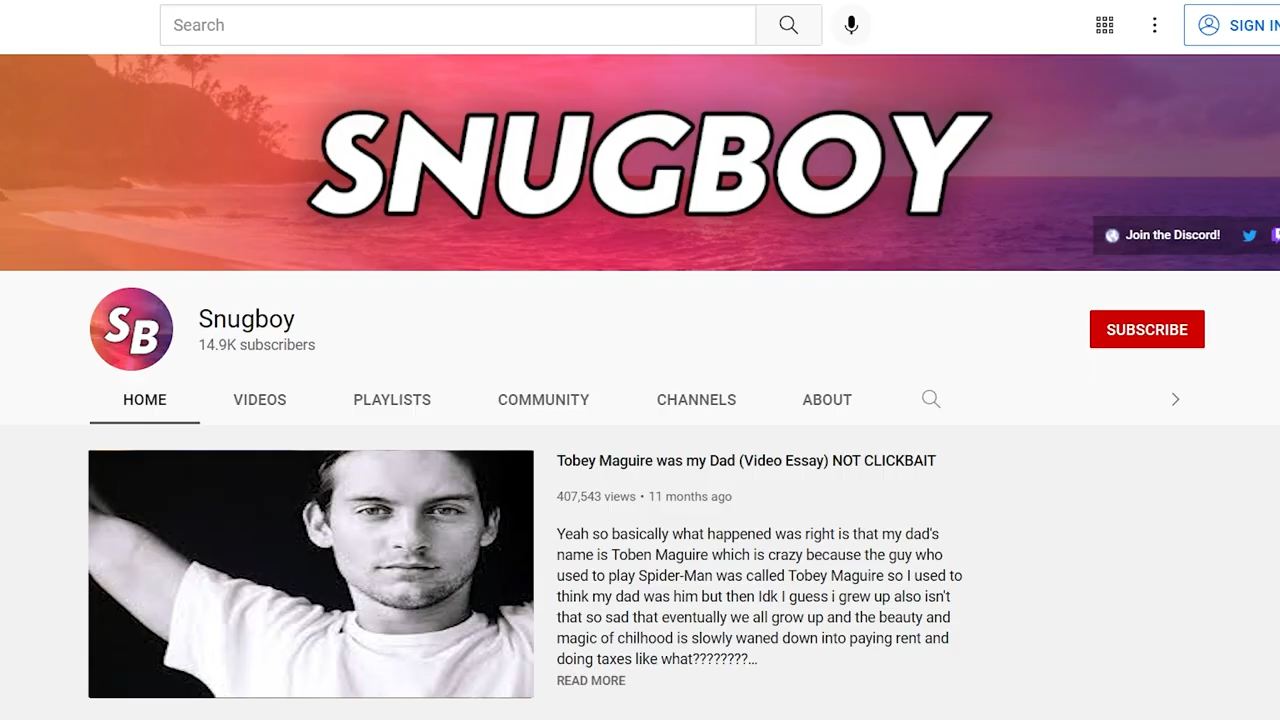 Search
SIGN IN
SNUGBOY
Join the Discord!
SB
Snugboy
14.9K subscribers
SUBSCRIBE
HOME VIDEOS PLAYLISTS COMMUNITY CHANNELS ABOUT
Tobey Maguire was my Dad (Video Essay) NOT CLICKBAIT
407,543 views • 11 months ago
Yeah so basically what happened was right is that my dad's
name is Toben Maguire which is crazy because the guy who
used to play Spider-Man was called Tobey Maguire so I used to
think my dad was him but then Idk I guess i grew up also isn't
that so sad that eventually we all grow up and the beauty and
magic of chilhood is slowly waned down into paying rent and
doing taxes like what????????...
READ MORE